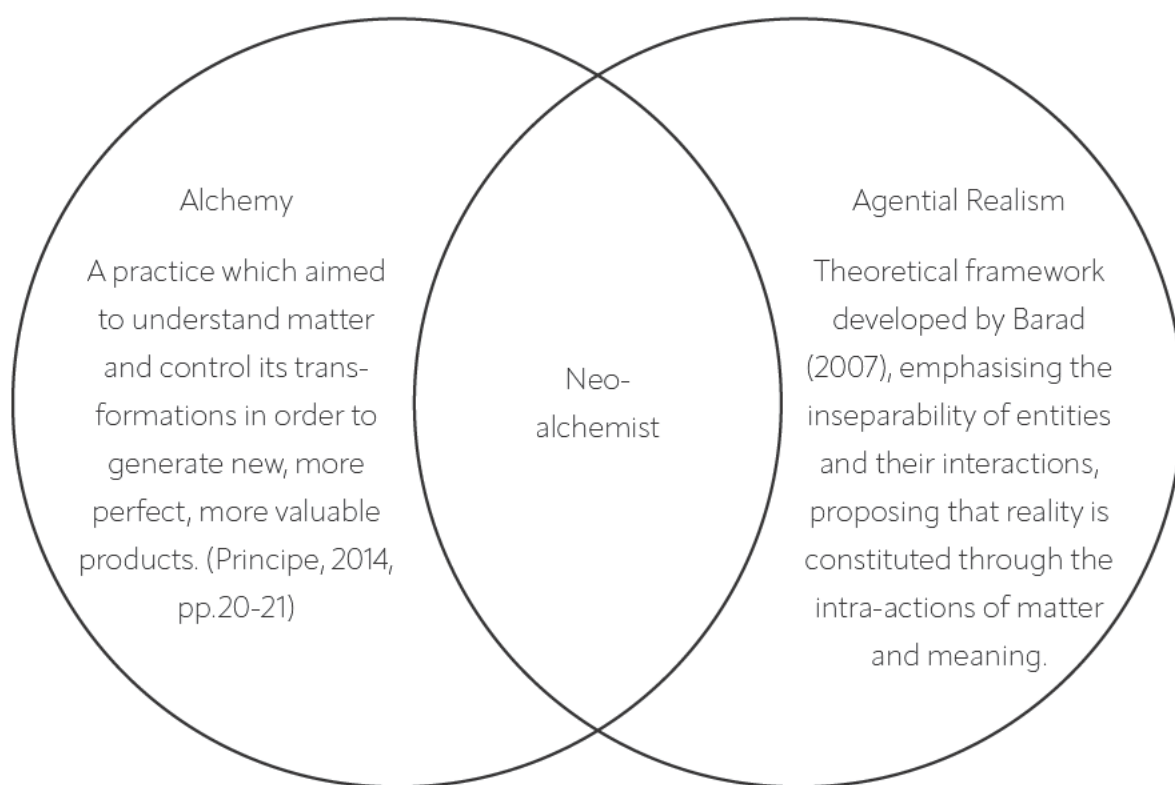 Alchemy
A practice which aimed
to understand matter
and control its trans-
formations in order to
generate new, more
perfect, more valuable
products. (Principe, 2014,
pp.20-21)
Neo-
alchemist
Agential Realism
Theoretical framework
developed by Barad
(2007), emphasising the
inseparability of entities
and their interactions,
proposing that reality is
constituted through the
intra-actions of matter
and meaning.